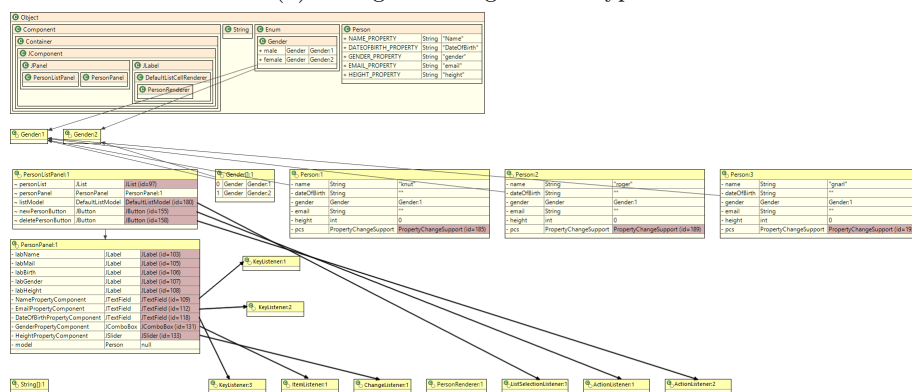 Object
Component
Container
JComponent
JPanel
PersonListPanel
PersonPanel
JLabel
DefaultListCellRenderer
PersonRenderer
String
Enum
Gender
+ male Gender Gender:1
+ female Gender Gender:2
Person
+ NAME_PROPERTY String "Name"
+ DATEOFBIRTH_PROPERTY String "DateOfBirth"
+ GENDER_PROPERTY String "gender"
+ EMAIL_PROPERTY String "email"
+ HEIGHT_PROPERTY String "height"
Gender:1
Gender:2
PersonListPanel:1
~ personList JList JList (id=97)
~ personPanel PersonPanel PersonPanel:1
~ listModel DefaultListModel DefaultListModel (id=100)
~ newPersonButton JButton JButton (id=155)
~ deletePersonButton JButton JButton (id=158)
Gender[]:1
0 Gender Gender:1
1 Gender Gender:2
Person:1
- name String "knut"
- dateOfBirth String ""
- gender Gender Gender:1
- email String ""
- height int 0
- pcs PropertyChangeSupport PropertyChangeSupport (id=185)
Person:2
- name String "roger"
- dateOfBirth String ""
- gender Gender Gender:1
- email String ""
- height int 0
- pcs PropertyChangeSupport PropertyChangeSupport (id=189)
Person:3
- name String "gnarl"
- dateOfBirth String ""
- gender Gender Gender:1
- email String ""
- height int 0
- pcs PropertyChangeSupport PropertyChangeSupport (id=19
PersonPanel:1
- labName JLabel JLabel (id=103)
- labMail JLabel JLabel (id=105)
- labBirth JLabel JLabel (id=106)
- labGender JLabel JLabel (id=107)
- labHeight JLabel JLabel (id=108)
- NamePropertyComponent JTextField JTextField (id=109)
- EmailPropertyComponent JTextField JTextField (id=112)
- DateOfBirthPropertyComponent JTextField JTextField (id=118)
- GenderPropertyComponent JComboBox JComboBox (id=131)
- HeightPropertyComponent JSlider JSlider (id=133)
- model Person null
KeyListener:1
KeyListener:2
String[]:1
KeyListener:3
ItemListener:1
ChangeListener:1
PersonRenderer:1
ListSelectionListener:1
ActionListener:1
ActionListener:2